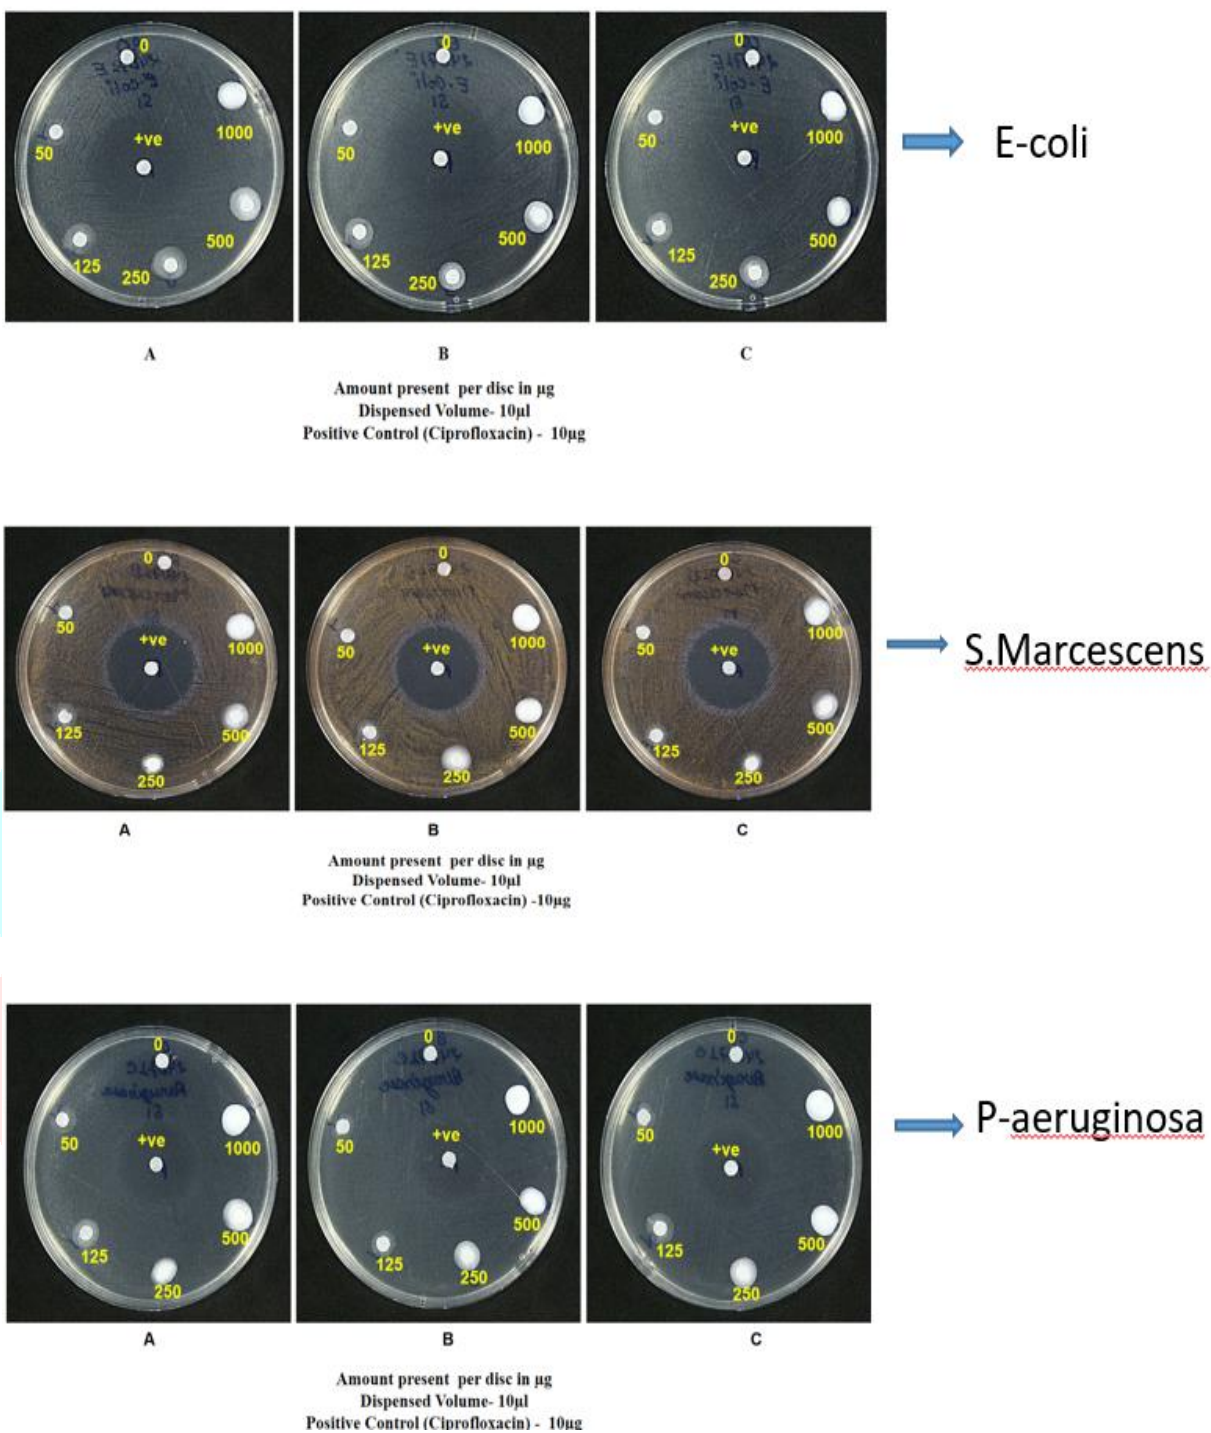 0
1000
50
+ve
500
125
250
0
1000
50
+ve
500
125
250
0
1000
50
+ve
500
125
250
E-coli
A
B
C
Amount present per disc in µg
Dispensed Volume- 10µl
Positive Control (Ciprofloxacin) - 10µg
0
50
+ve
1000
125
500
250
0
50
+ve
1000
125
500
250
0
50
+ve
1000
125
500
250
S.Marcescens
A
B
C
Amount present per disc in µg
Dispensed Volume- 10µl
Positive Control (Ciprofloxacin) -10µg
0
50
+ve
1000
125
500
250
0
50
+ve
1000
125
500
250
0
50
+ve
1000
125
500
250
P-aeruginosa
A
B
C
Amount present per disc in µg
Dispensed Volume- 10µl
Positive Control (Ciprofloxacin) - 10µg